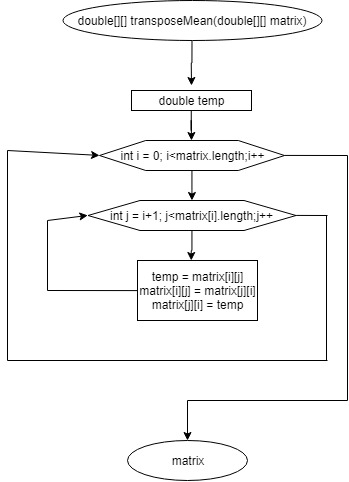 double[][] transposeMean(double[][] matrix)
double temp
int i = 0; i<matrix.length;i++
int j = i+1; j<matrix[i].length;j++
temp = matrix[i][j]
matrix[i][j] = matrix[j][i]
matrix[j][i] = temp
matrix